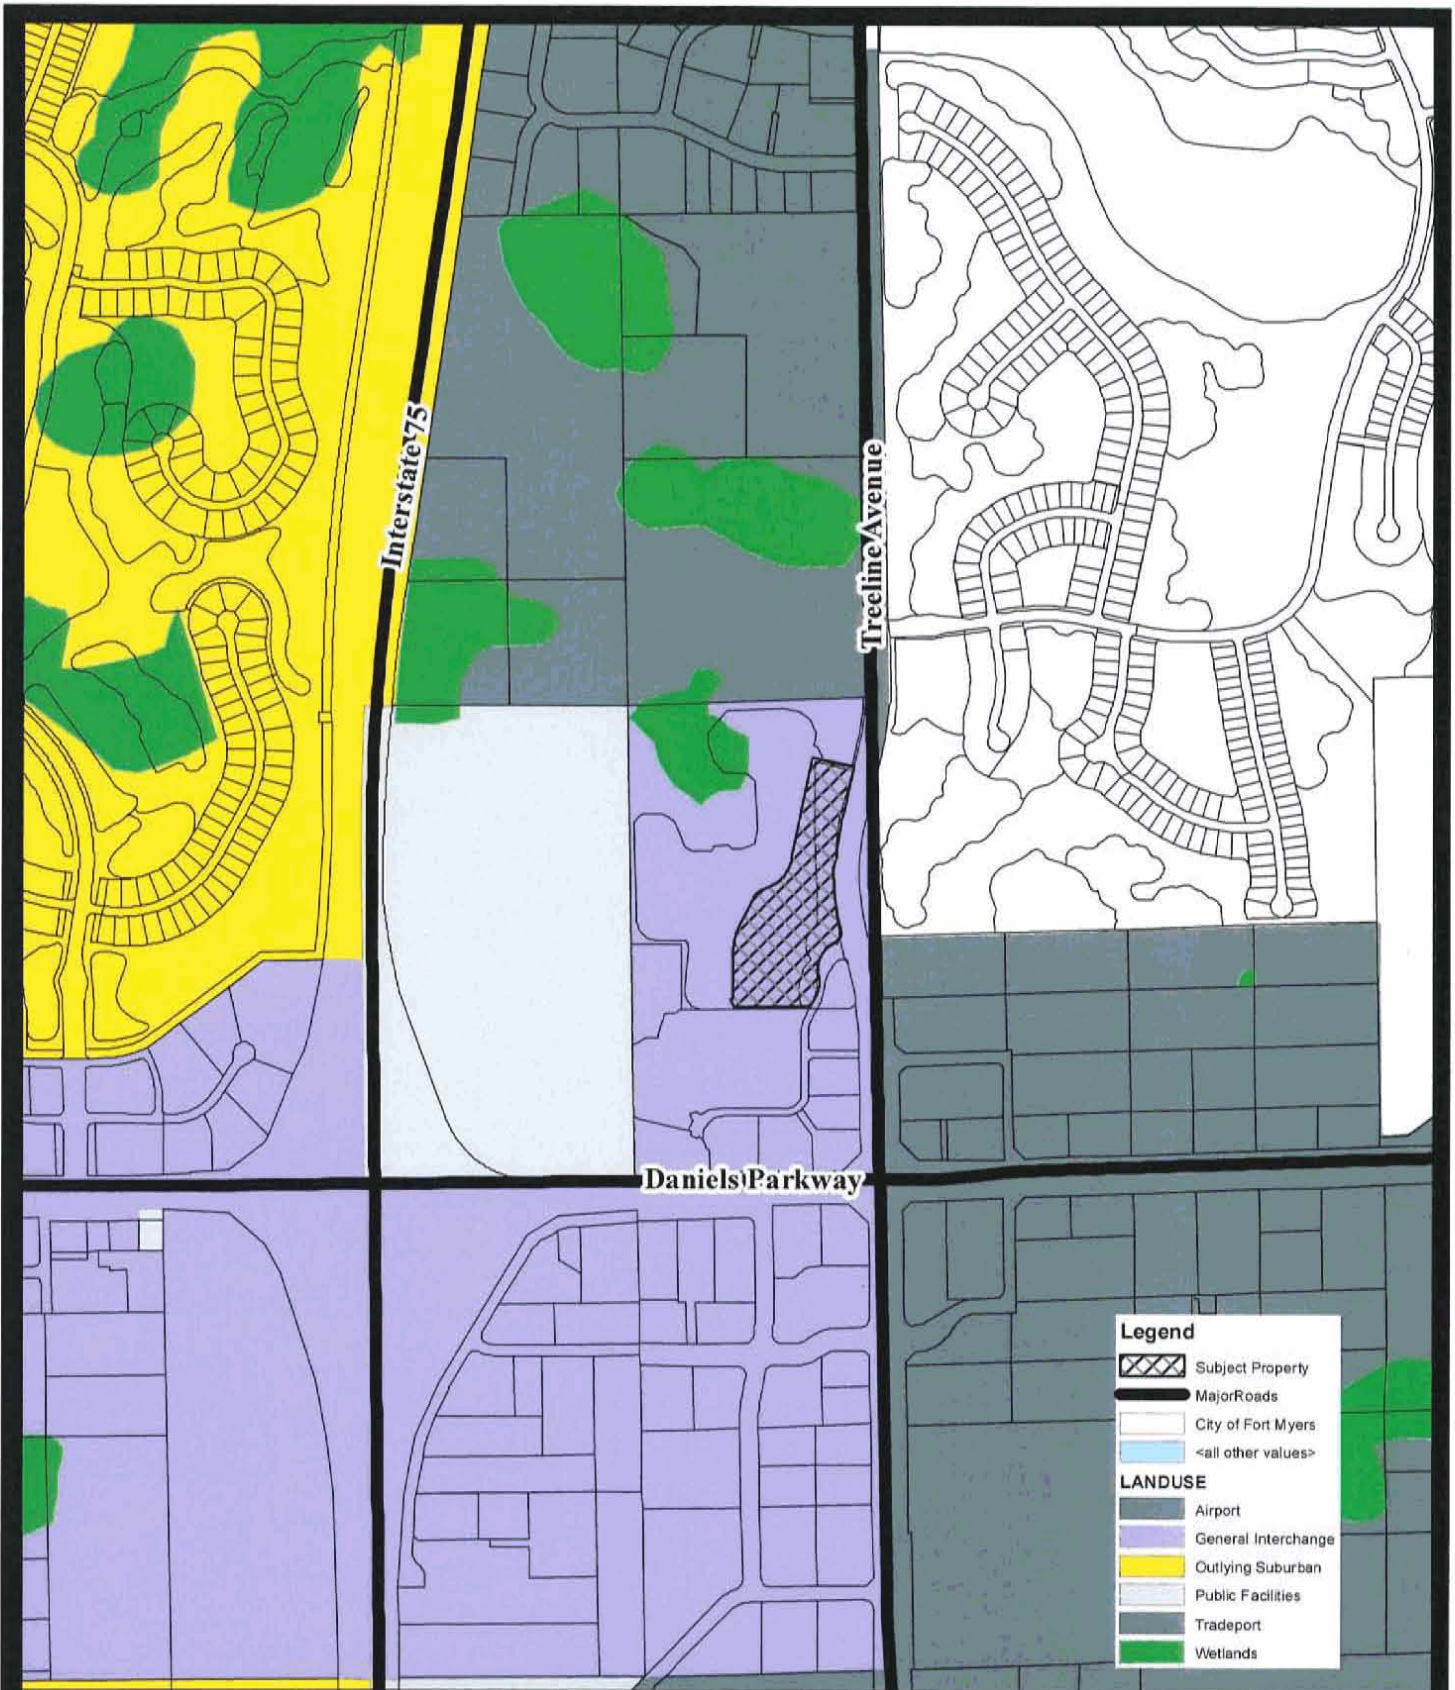 Interstate 75
Treeline Avenue
Daniels Parkway
Legend
Subject Property
MajorRoads
City of Fort Myers
<all other values>
LANDUSE
Airport
General Interchange
Outlying Suburban
Public Facilities
Tradeport
Wetlands